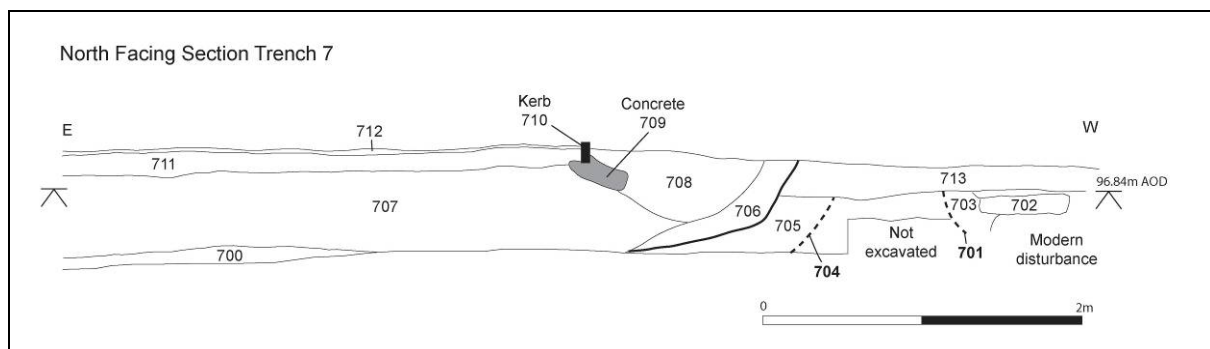 North Facing Section Trench 7
Kerb
710
Concrete
709
E
712
W
711
708
713
96.84m AOD
707
706
703
702
705
Not
excavated
Modern
disturbance
700
704
701
0
2m